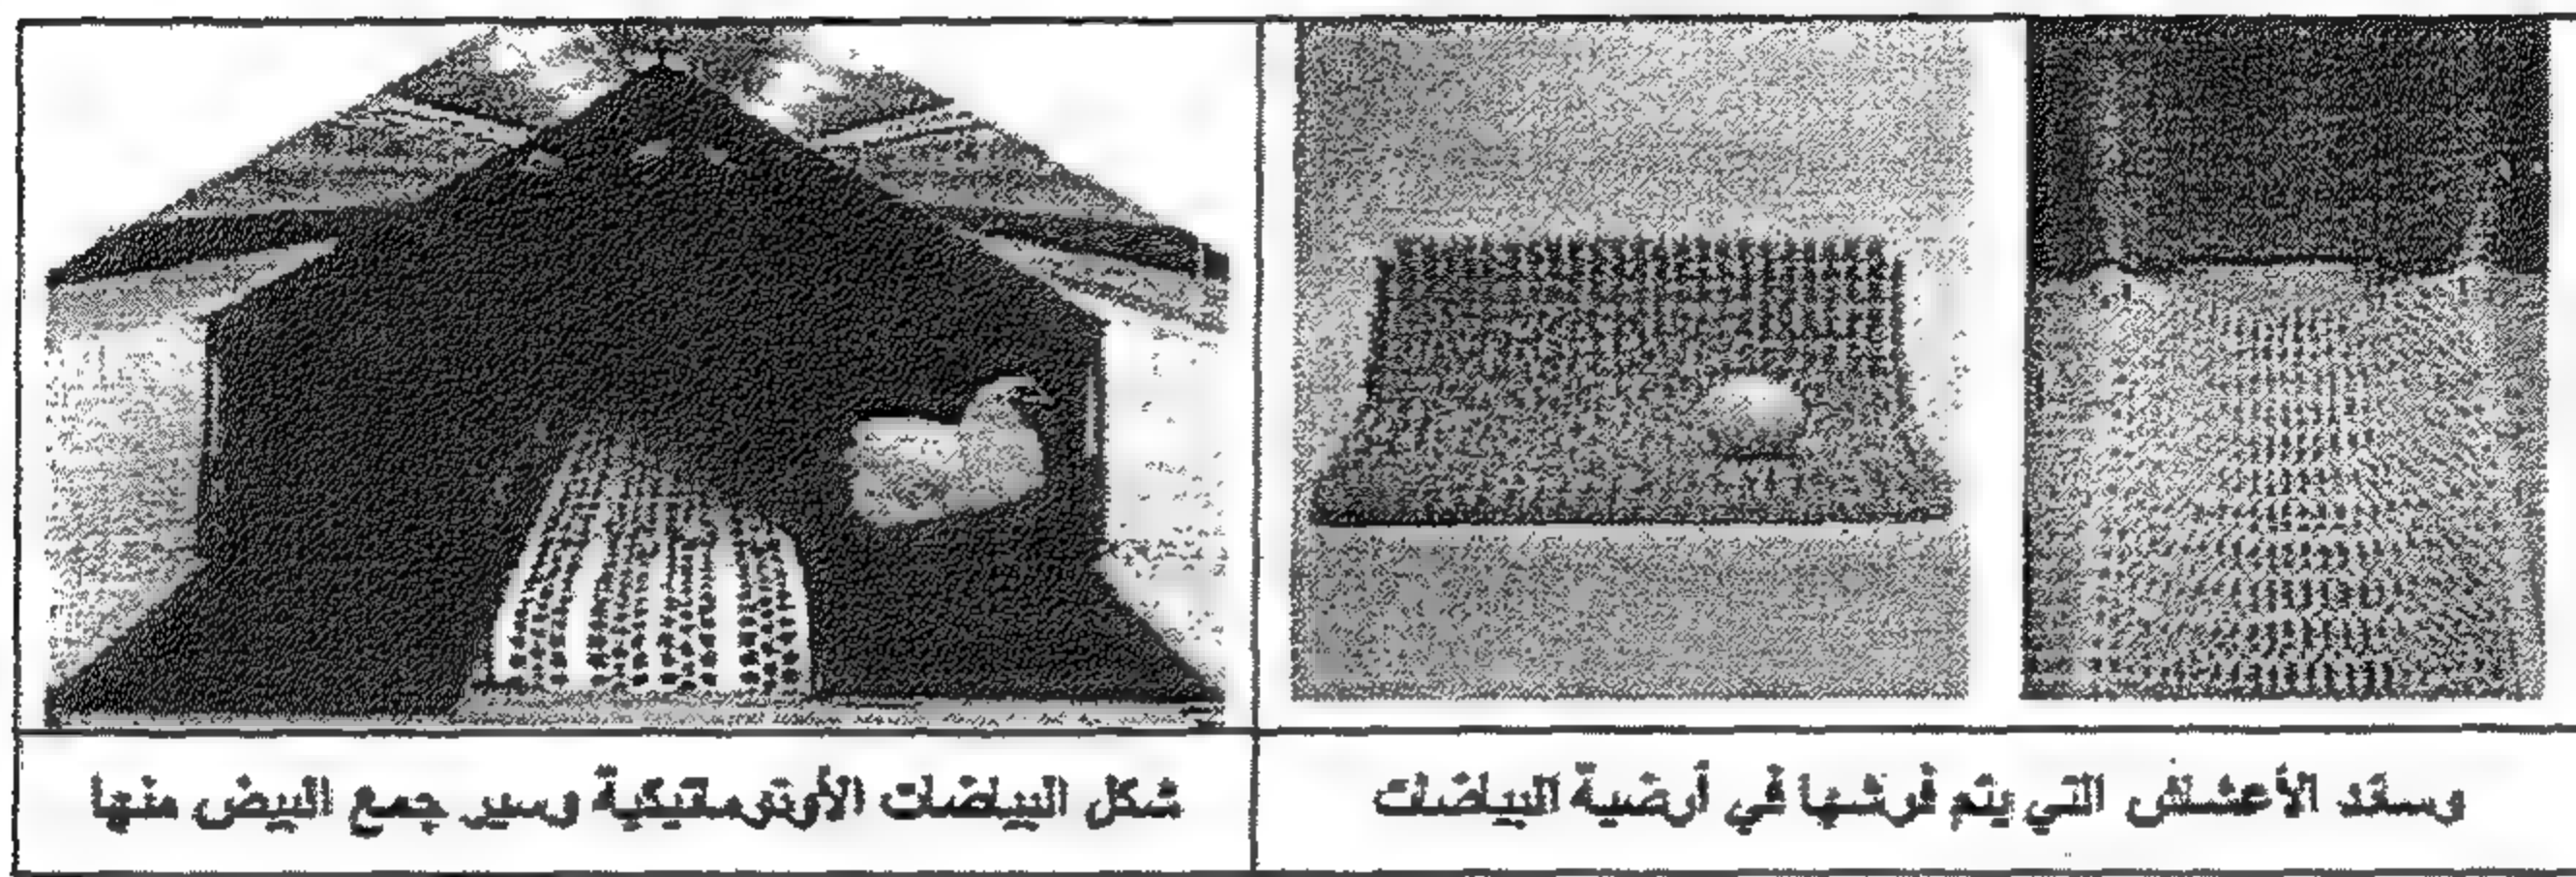 وسائد الأعشاش التي يتم فرشها في أرضية البياضات
شكل البياضات الأوتوماتيكية وسير جمع البيض منها